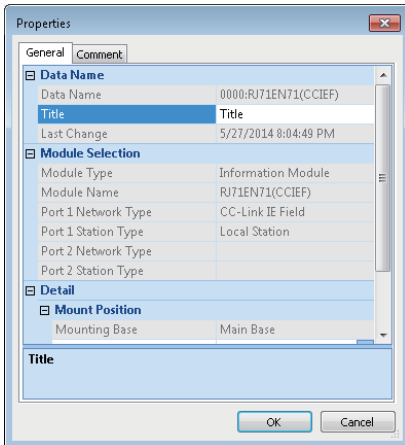 Properties
General Comment
Data Name
Data Name 0000:RJ71EN71(CCIEF)
Title Title
Last Change 5/27/2014 8:04:49 PM
Module Selection
Module Type Information Module
Module Name RJ71EN71(CCIEF)
Port 1 Network Type CC-Link IE Field
Port 1 Station Type Local Station
Port 2 Network Type
Port 2 Station Type
Detail
Mount Position
Mounting Base Main Base
Title
OK Cancel